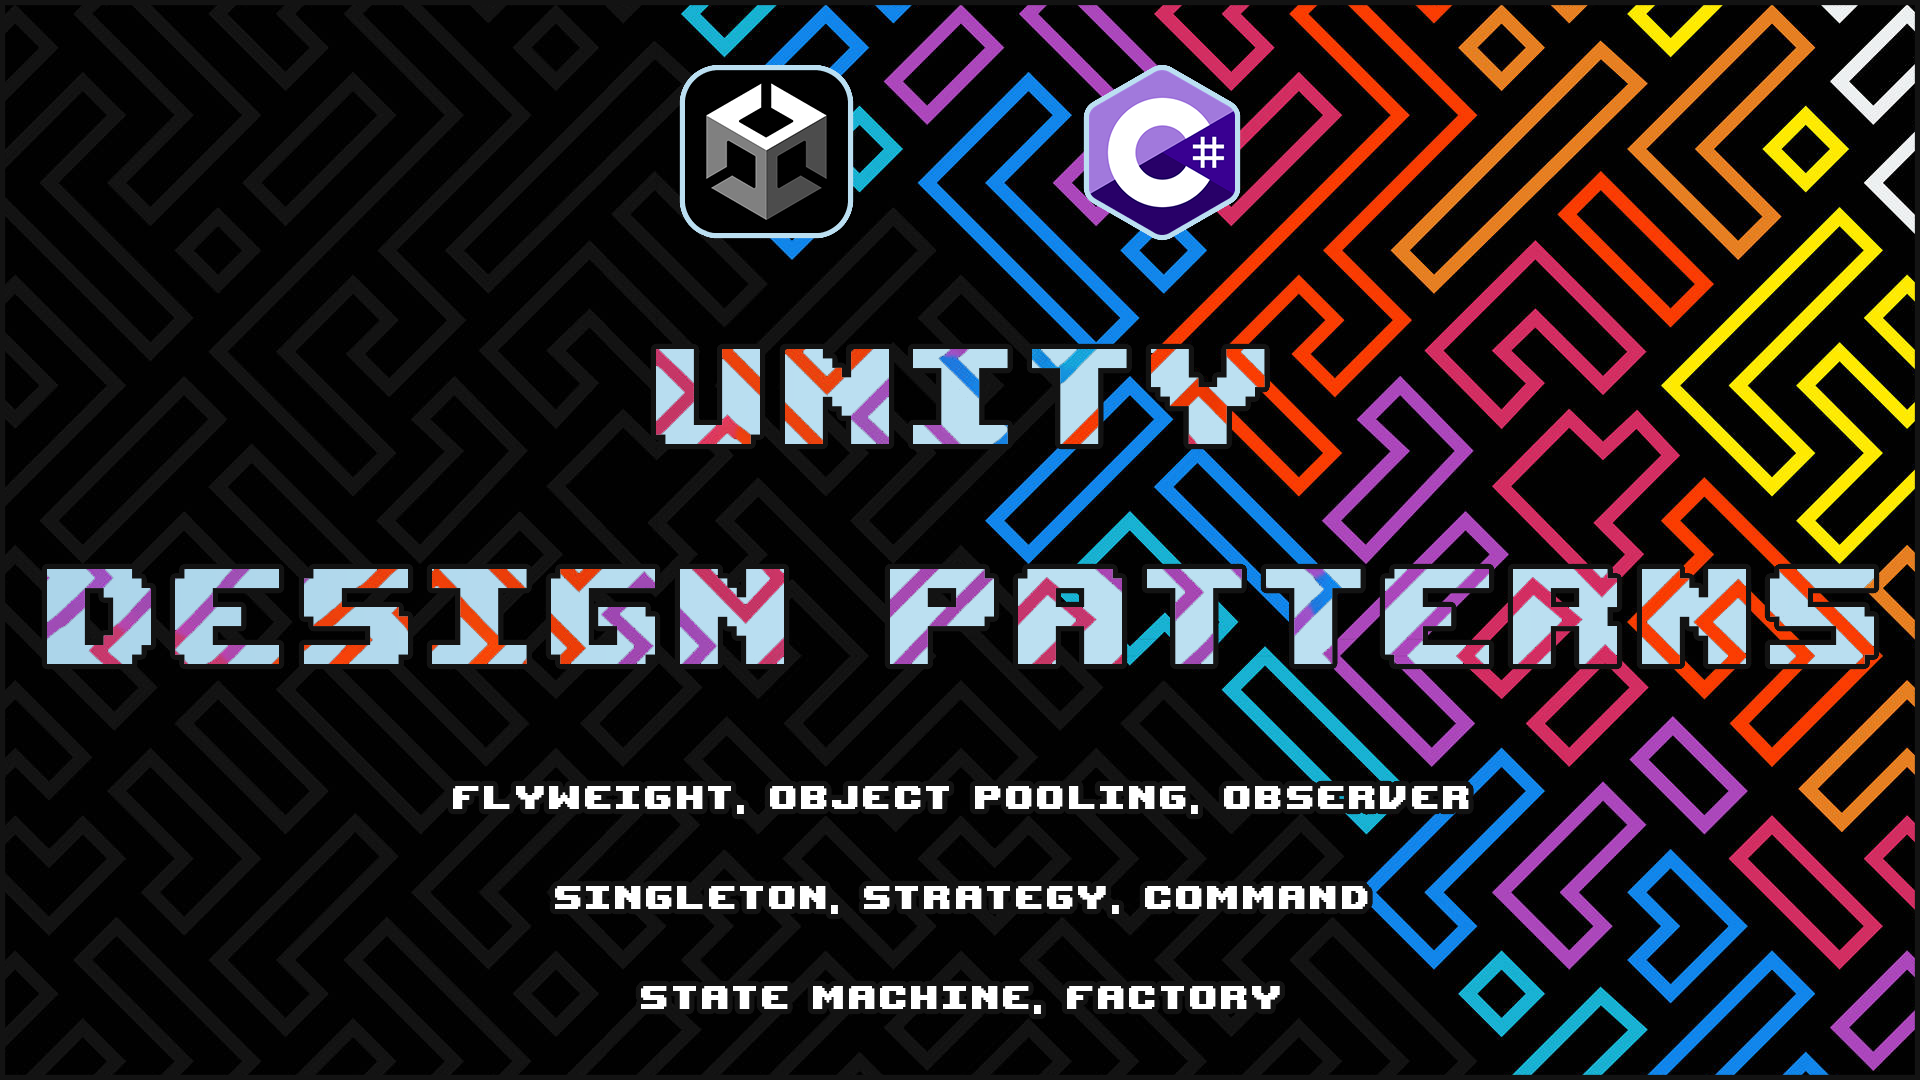 C#
UNITY
DESIGN PATTERNS
FLYWEIGHT, OBJECT POOLING, OBSERVER
SINGLETON, STRATEGY, COMMAND
STATE MACHINE, FACTORY